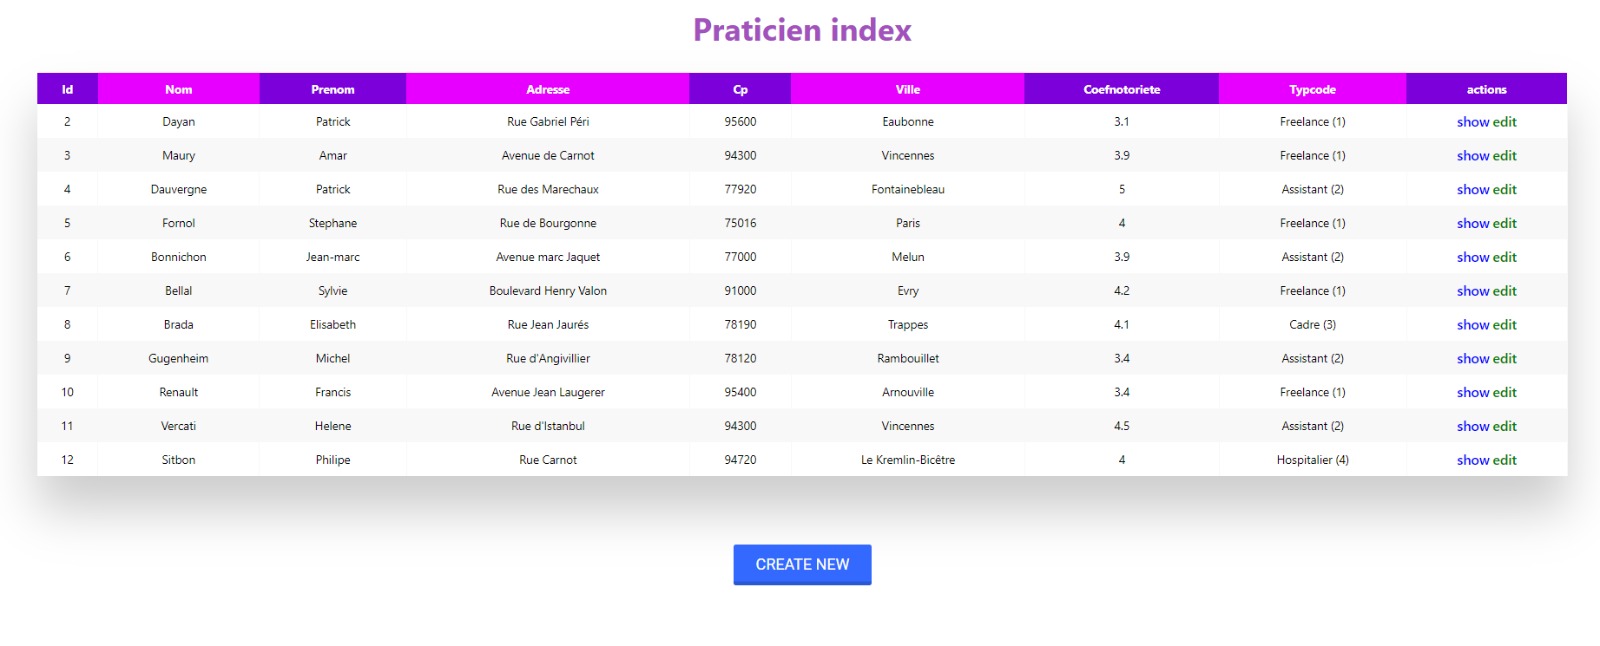 Praticien index
Id Nom Prenom Adresse Cp Ville Coefnotoriete Typcode actions
2 Dayan Patrick Rue Gabriel Péri 95600 Eaubonne 3.1 Freelance (1) show edit
3 Maury Amar Avenue de Carnot 94300 Vincennes 3.9 Freelance (1) show edit
4 Dauvergne Patrick Rue des Marechaux 77920 Fontainebleau 5 Assistant (2) show edit
5 Fornol Stephane Rue de Bourgonne 75016 Paris 4 Freelance (1) show edit
6 Bonnichon Jean-marc Avenue marc Jaquet 77000 Melun 3.9 Assistant (2) show edit
7 Bellal Sylvie Boulevard Henry Valon 91000 Evry 4.2 Freelance (1) show edit
8 Brada Elisabeth Rue Jean Jaurés 78190 Trappes 4.1 Cadre (3) show edit
9 Gugenheim Michel Rue d'Angivillier 78120 Rambouillet 3.4 Assistant (2) show edit
10 Renault Francis Avenue Jean Laugerer 95400 Arnouville 3.4 Freelance (1) show edit
11 Vercati Helene Rue d'Istanbul 94300 Vincennes 4.5 Assistant (2) show edit
12 Sitbon Philipe Rue Carnot 94720 Le Kremlin-Bicêtre 4 Hospitalier (4) show edit
CREATE NEW